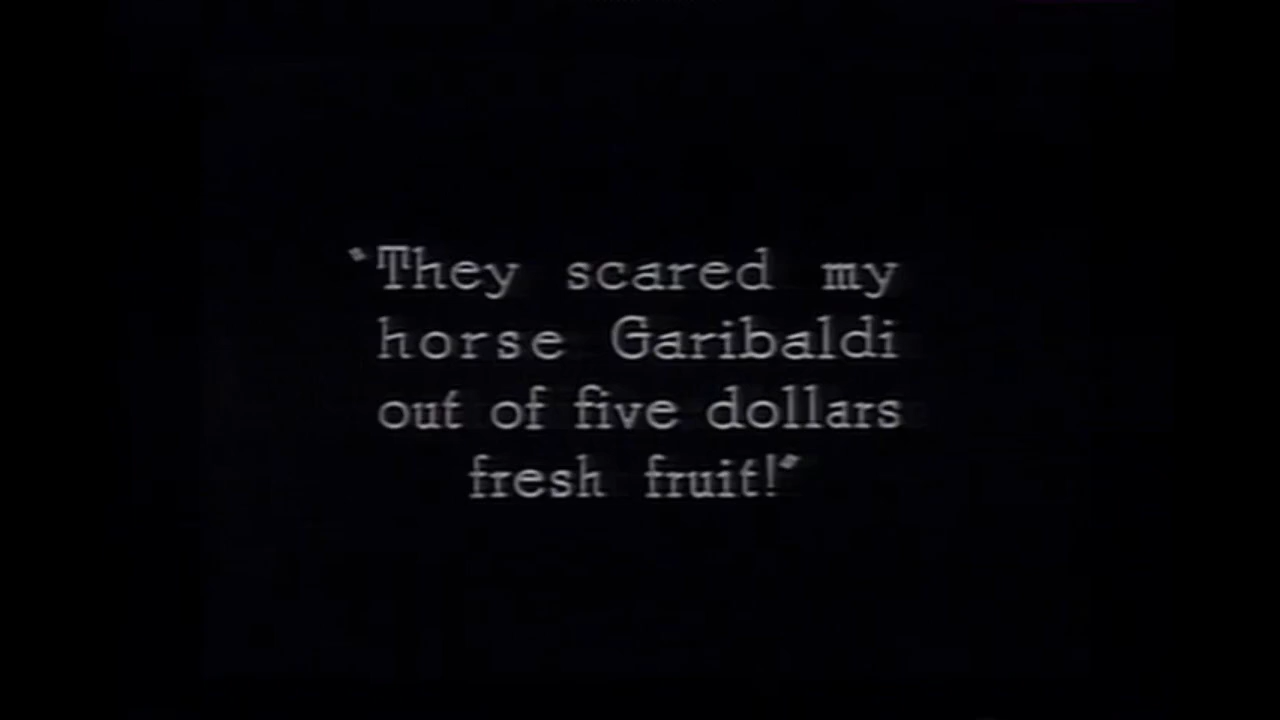 "They scared my
horse Garibaldi
out of five dollars
fresh fruit!"